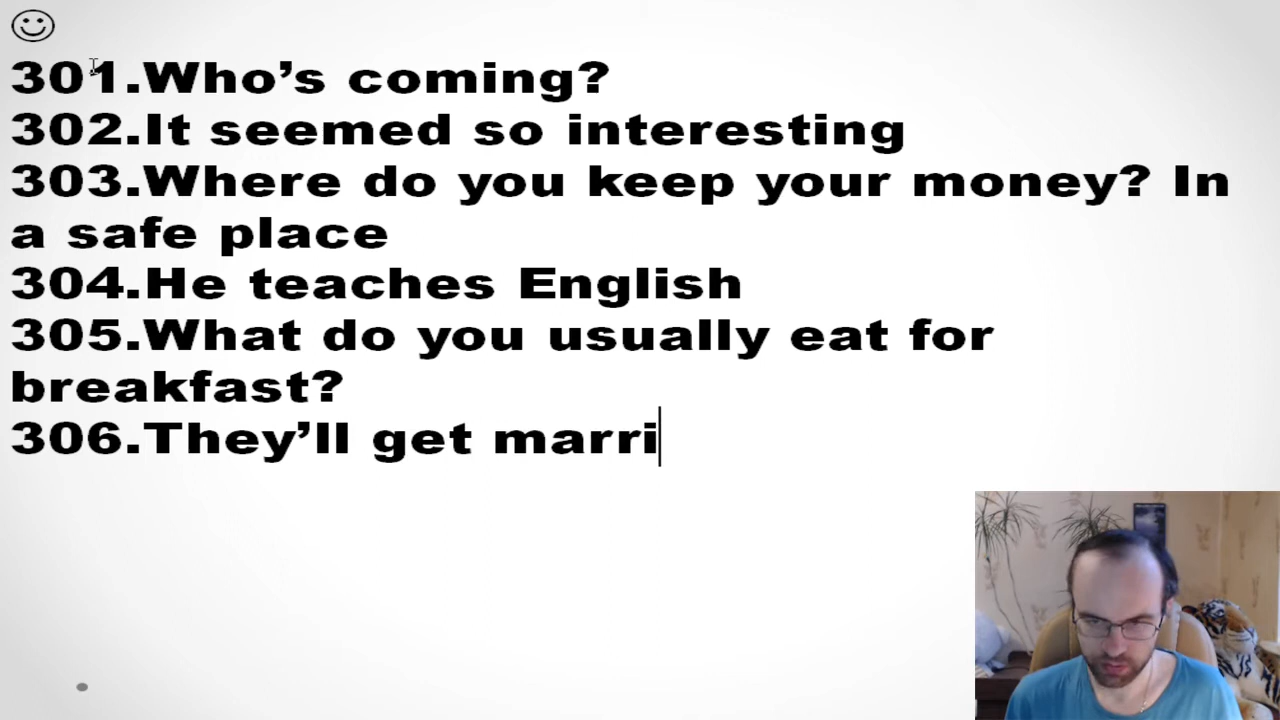 301.Who’s coming?
302.It seemed so interesting
303.Where do you keep your money? In
a safe place
304.He teaches English
305.What do you usually eat for
breakfast?
306.They’ll get marri